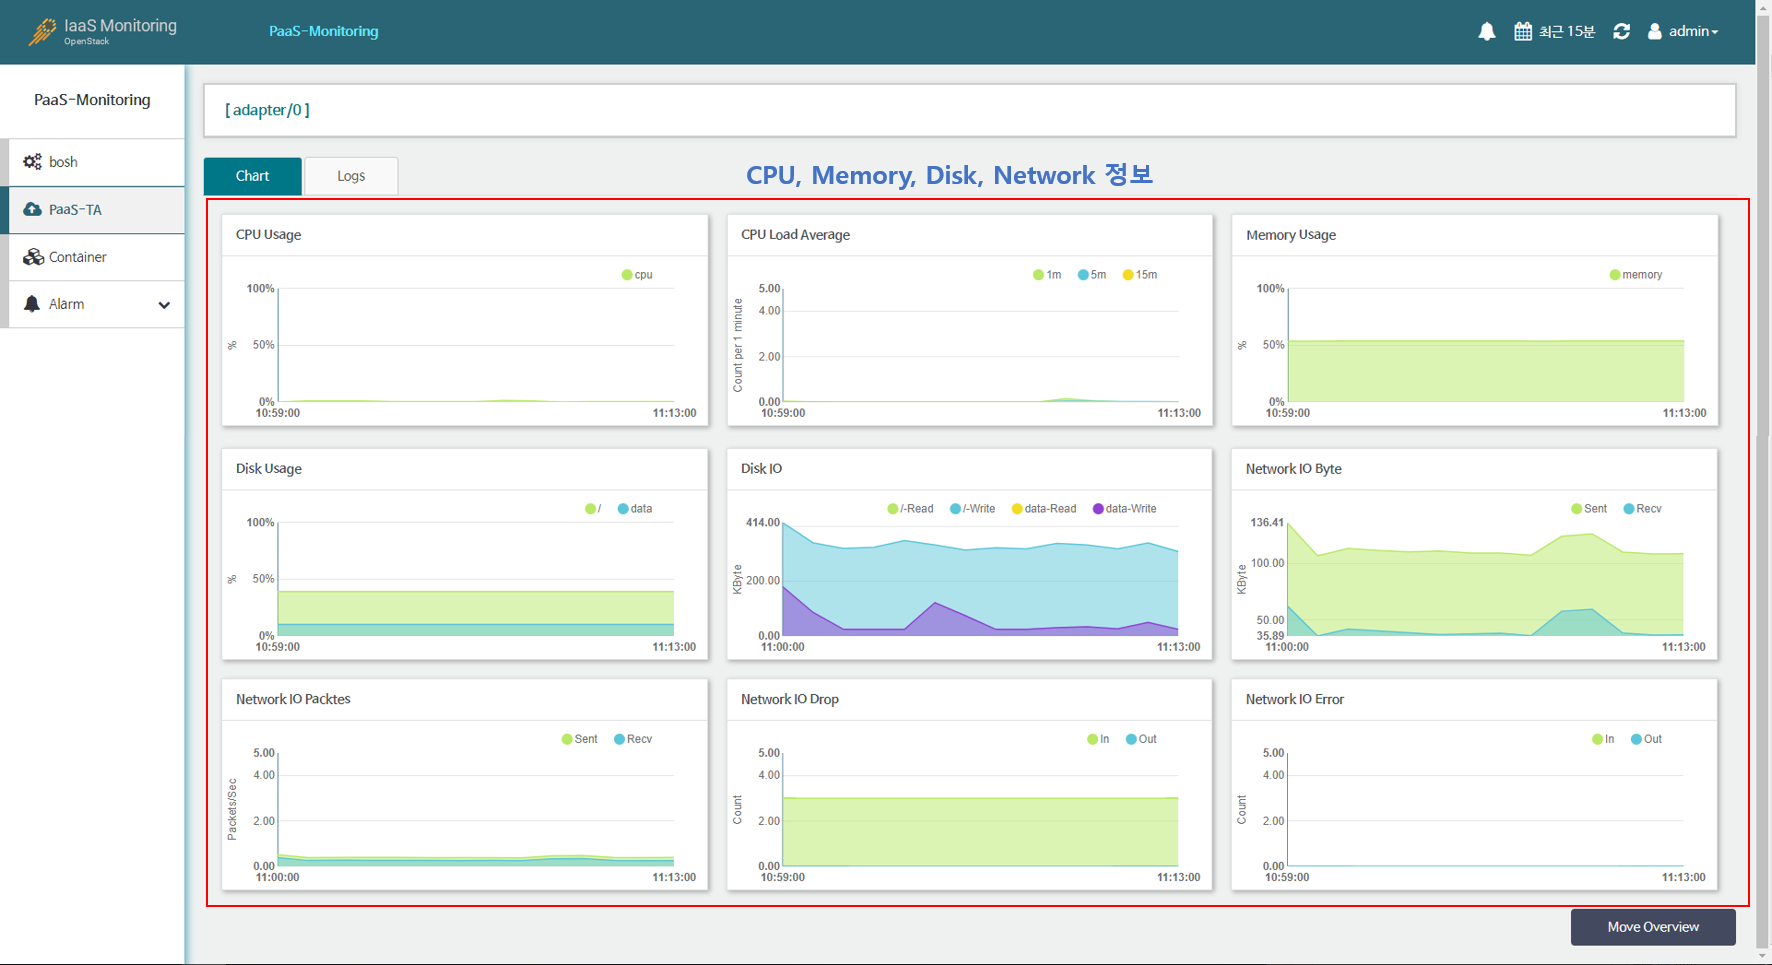 IaaS Monitoring
OpenStack
PaaS-Monitoring
최근 15분
admin
PaaS-Monitoring
bosh
PaaS-TA
Container
Alarm
[ adapter/0 ]
Chart
Logs
CPU, Memory, Disk, Network 정보
CPU Usage
cpu
100%
50%
0%
%
10:59:00
11:13:00
CPU Load Average
1m
5m
15m
5.00
4.00
2.00
0.00
Count per 1 minute
10:59:00
11:13:00
Memory Usage
memory
100%
50%
0%
%
10:59:00
11:13:00
Disk Usage
/
data
100%
50%
0%
%
10:59:00
11:13:00
Disk IO
/-Read
/-Write
data-Read
data-Write
414.00
200.00
0.00
KByte
11:00:00
11:13:00
Network IO Byte
Sent
Recv
136.41
100.00
50.00
35.89
KByte
11:00:00
11:13:00
Network IO Packtes
Sent
Recv
5.00
4.00
2.00
0.00
Packets/Sec
11:00:00
11:13:00
Network IO Drop
In
Out
5.00
4.00
2.00
0.00
Count
10:59:00
11:13:00
Network IO Error
In
Out
5.00
4.00
2.00
0.00
Count
10:59:00
11:13:00
Move Overview